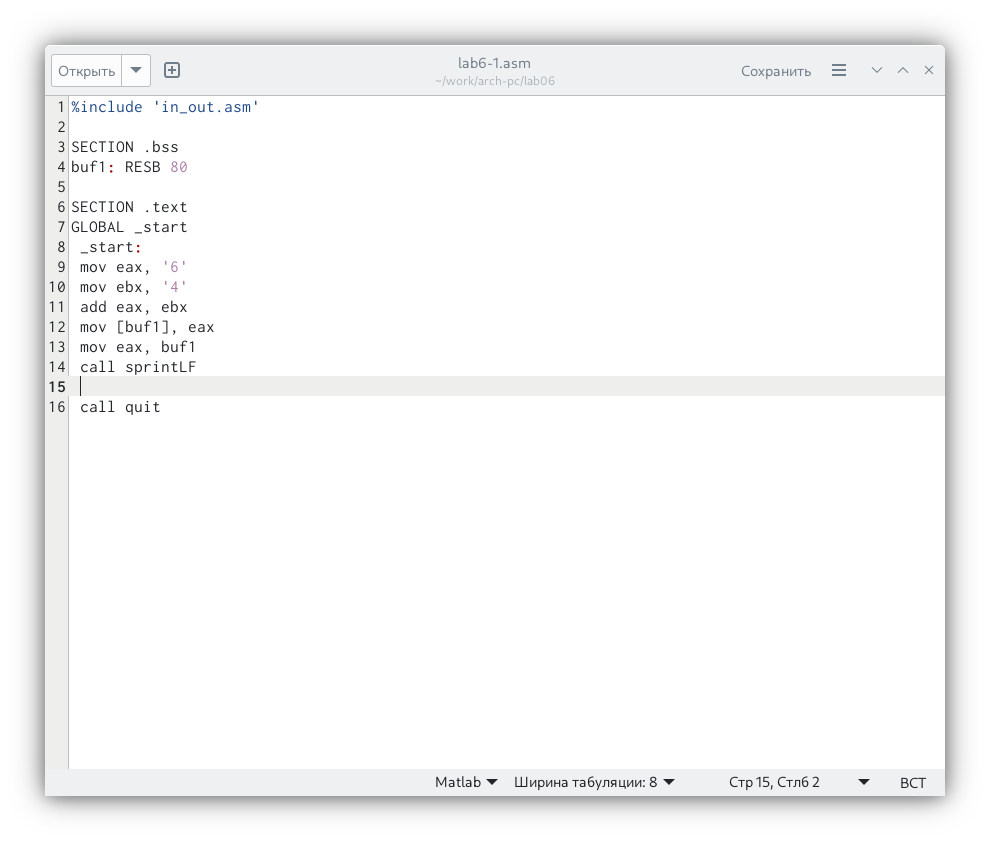 Открыть
lab6-1.asm
~/work/arch-pc/lab06
Сохранить
1 %include 'in_out.asm'
2
3 SECTION .bss
4 buf1: RESB 80
5
6 SECTION .text
7 GLOBAL _start
8 _start:
9 mov eax, '6'
10 mov ebx, '4'
11 add eax, ebx
12 mov [buf1], eax
13 mov eax, buf1
14 call sprintLF
15
16 call quit
Matlab Ширина табуляции: 8 Стр 15, Стлб 2 ВСТ